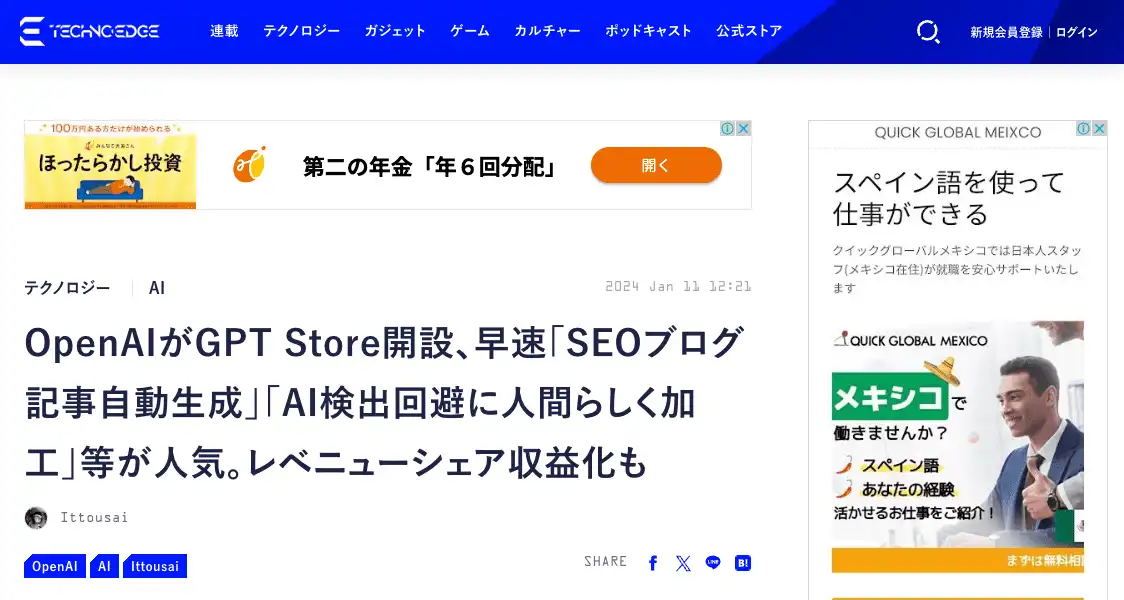 TECHNOEDGE
連載 テクノロジー ガジェット ゲーム カルチャー ポッドキャスト 公式ストア
新規会員登録 | ログイン
100万円ある方だけが始められる
みんなで大家さん
ほったらかし投資
第二の年金「年６回分配」
開く
テクノロジー AI
2024 Jan 11 12:21
OpenAIがGPT Store開設、早速「SEOブログ
記事自動生成」「AI検出回避に人間らしく加
工」等が人気。レベニューシェア収益化も
Ittousai
OpenAI AI Ittousai
SHARE
LINE
B!
QUICK GLOBAL MEIXCO
スペイン語を使って
仕事ができる
クイックグローバルメキシコでは日本人スタッ
フ(メキシコ在住)が就職を安心サポートいたし
ます
QUICK GLOBAL MEXICO
メキシコで
働きませんか？
スペイン語
あなたの経験
活かせるお仕事をご紹介！
まずは無料相談